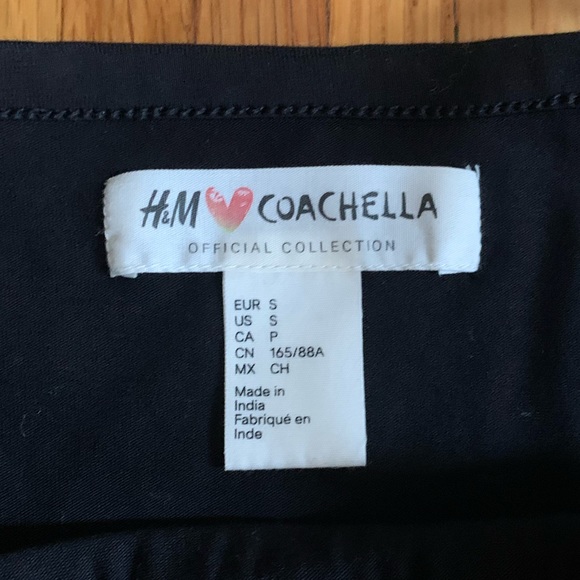 H&M COACHELLA
OFFICIAL COLLECTION
EUR S
US S
CA P
CN 165/88A
MX CH
Made in
India
Fabriqué en
Inde